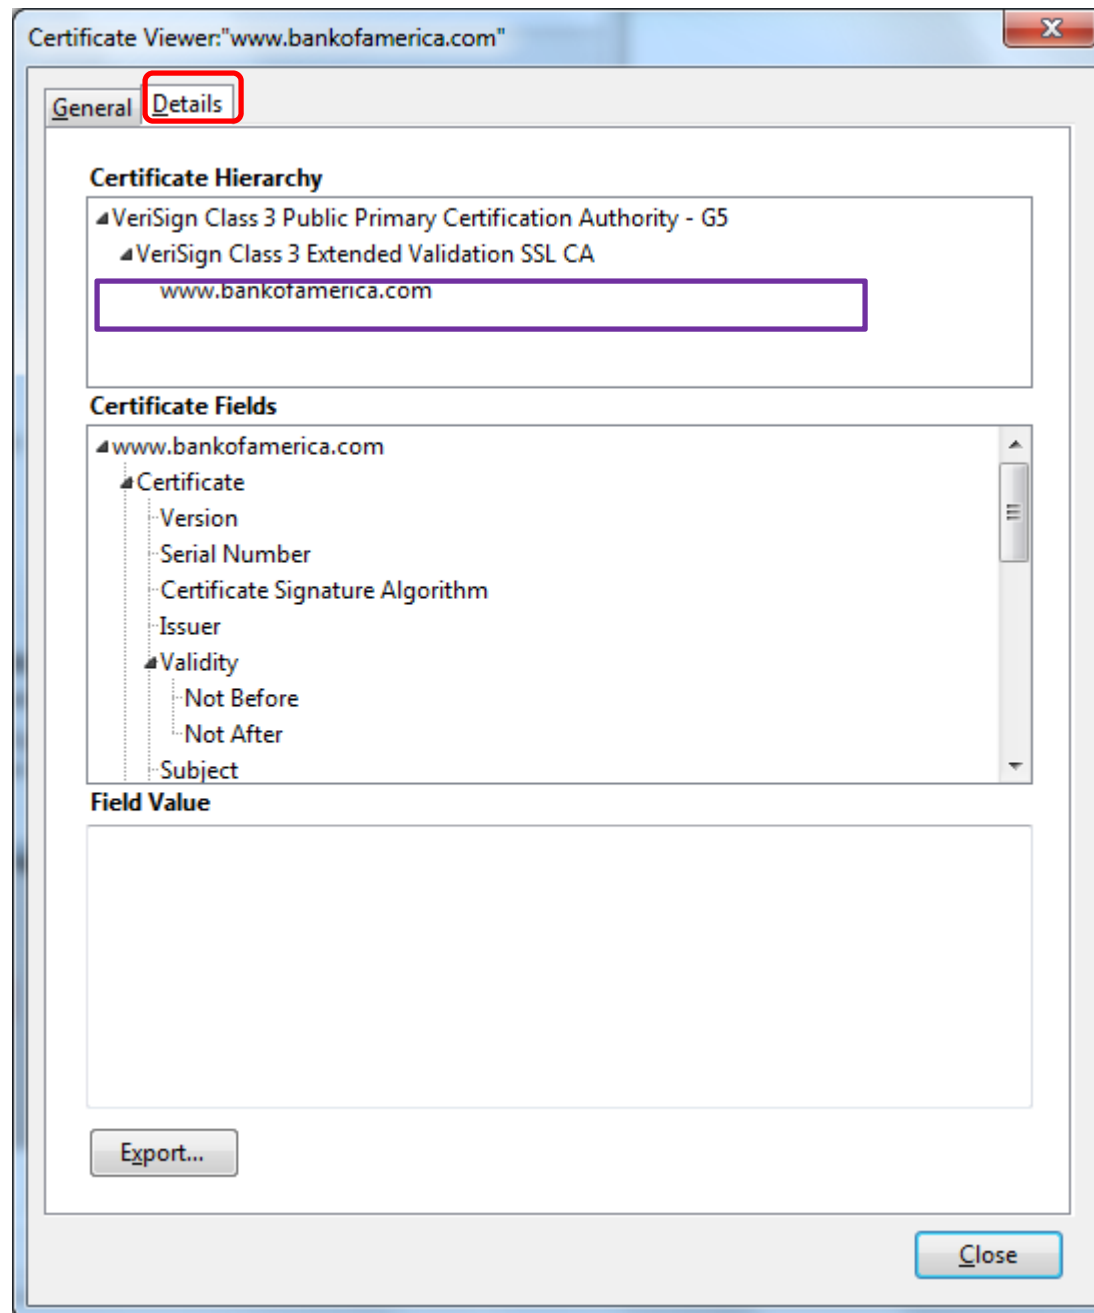 Certificate Viewer:"www.bankofamerica.com"
General Details
Certificate Hierarchy
VeriSign Class 3 Public Primary Certification Authority - G5
VeriSign Class 3 Extended Validation SSL CA
www.bankofamerica.com
Certificate Fields
www.bankofamerica.com
Certificate
Version
Serial Number
Certificate Signature Algorithm
Issuer
Validity
Not Before
Not After
Subject
Field Value
Export...
Close